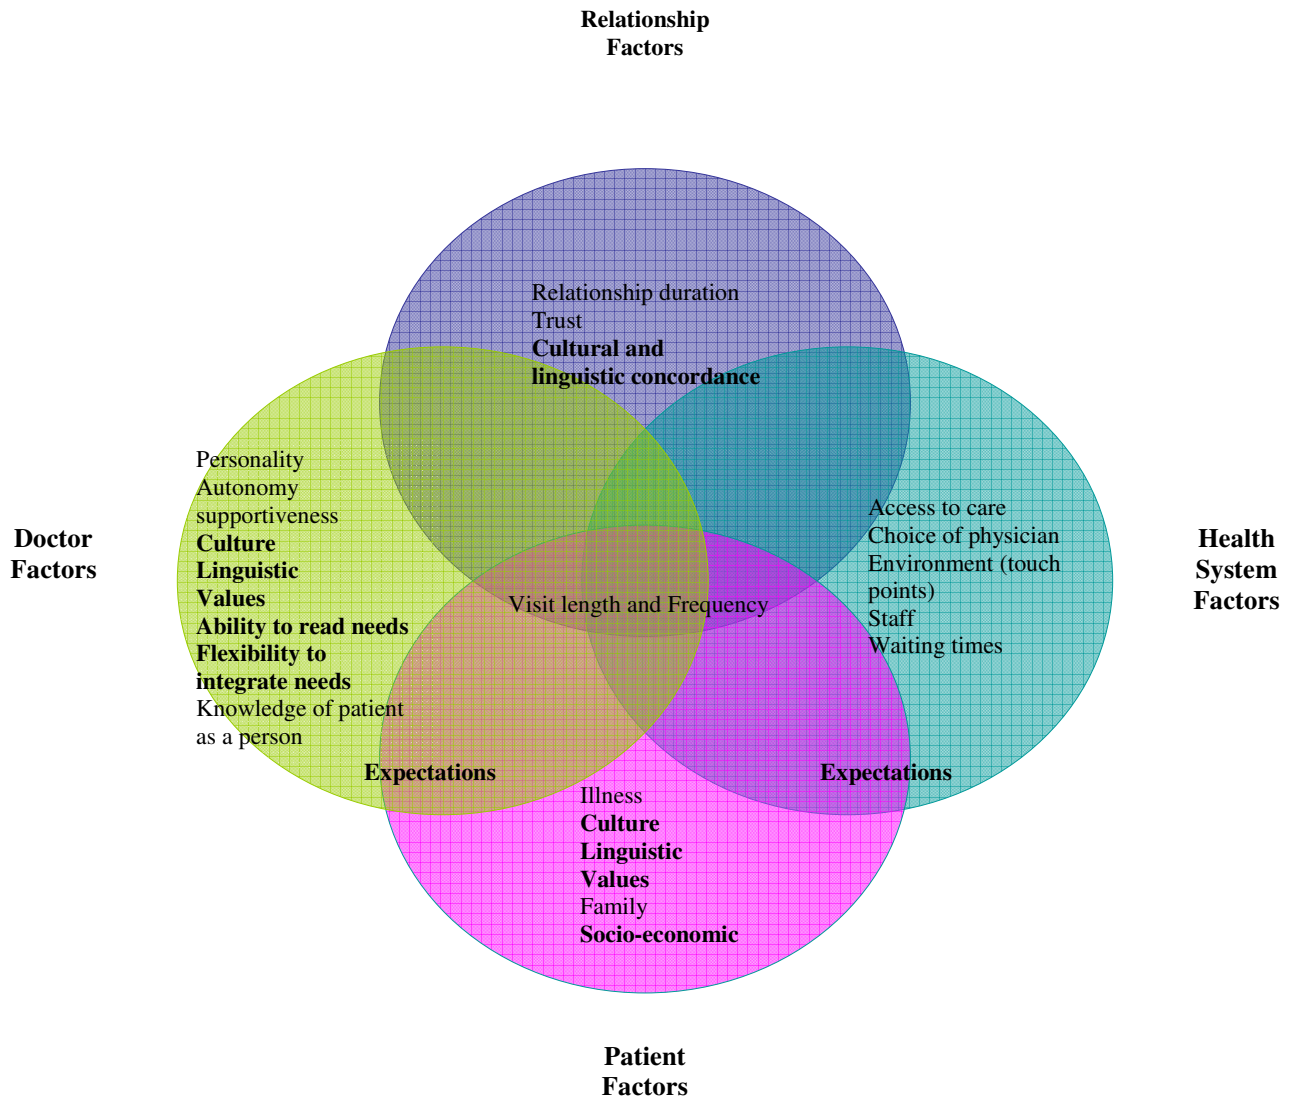 Relationship
Factors
Relationship duration
Trust
Cultural and
linguistic concordance
Personality
Autonomy
supportiveness
Culture
Linguistic
Values
Ability to read needs
Flexibility to
integrate needs
Knowledge of patient
as a person
Doctor
Factors
Access to care
Choice of physician
Environment (touch
points)
Staff
Waiting times
Health
System
Factors
Visit length and Frequency
Expectations
Expectations
Illness
Culture
Linguistic
Values
Family
Socio-economic
Patient
Factors